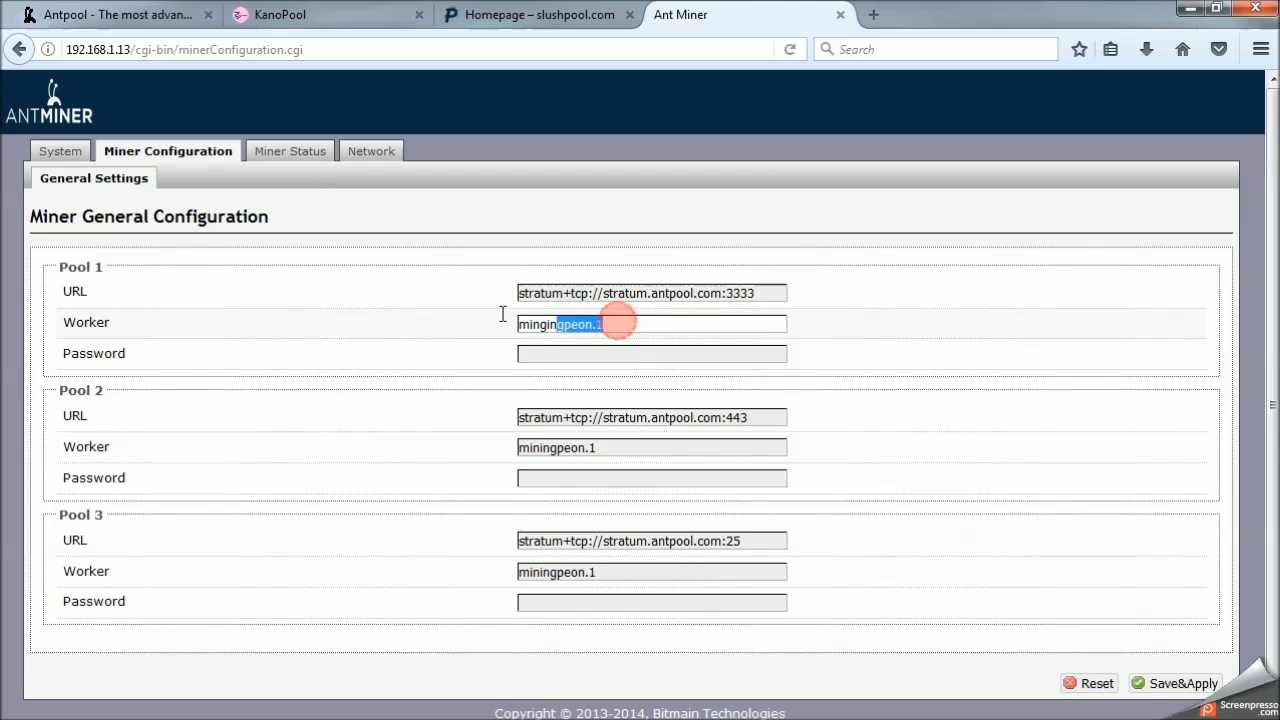 Antpool - The most advan...
KanoPool
Homepage – slushpool.com
Ant Miner
192.168.1.13/cgi-bin/minerConfiguration.cgi
Search
ANTMINER
System
Miner Configuration
Miner Status
Network
General Settings
Miner General Configuration
Pool 1
URL
stratum+tcp://stratum.antpool.com:3333
Worker
mingingpeon.1
Password
Pool 2
URL
stratum+tcp://stratum.antpool.com:443
Worker
miningpeon.1
Password
Pool 3
URL
stratum+tcp://stratum.antpool.com:25
Worker
miningpeon.1
Password
Reset
Save&Apply
Copyright © 2013-2014, Bitmain Technologies
Screenpresso
.com